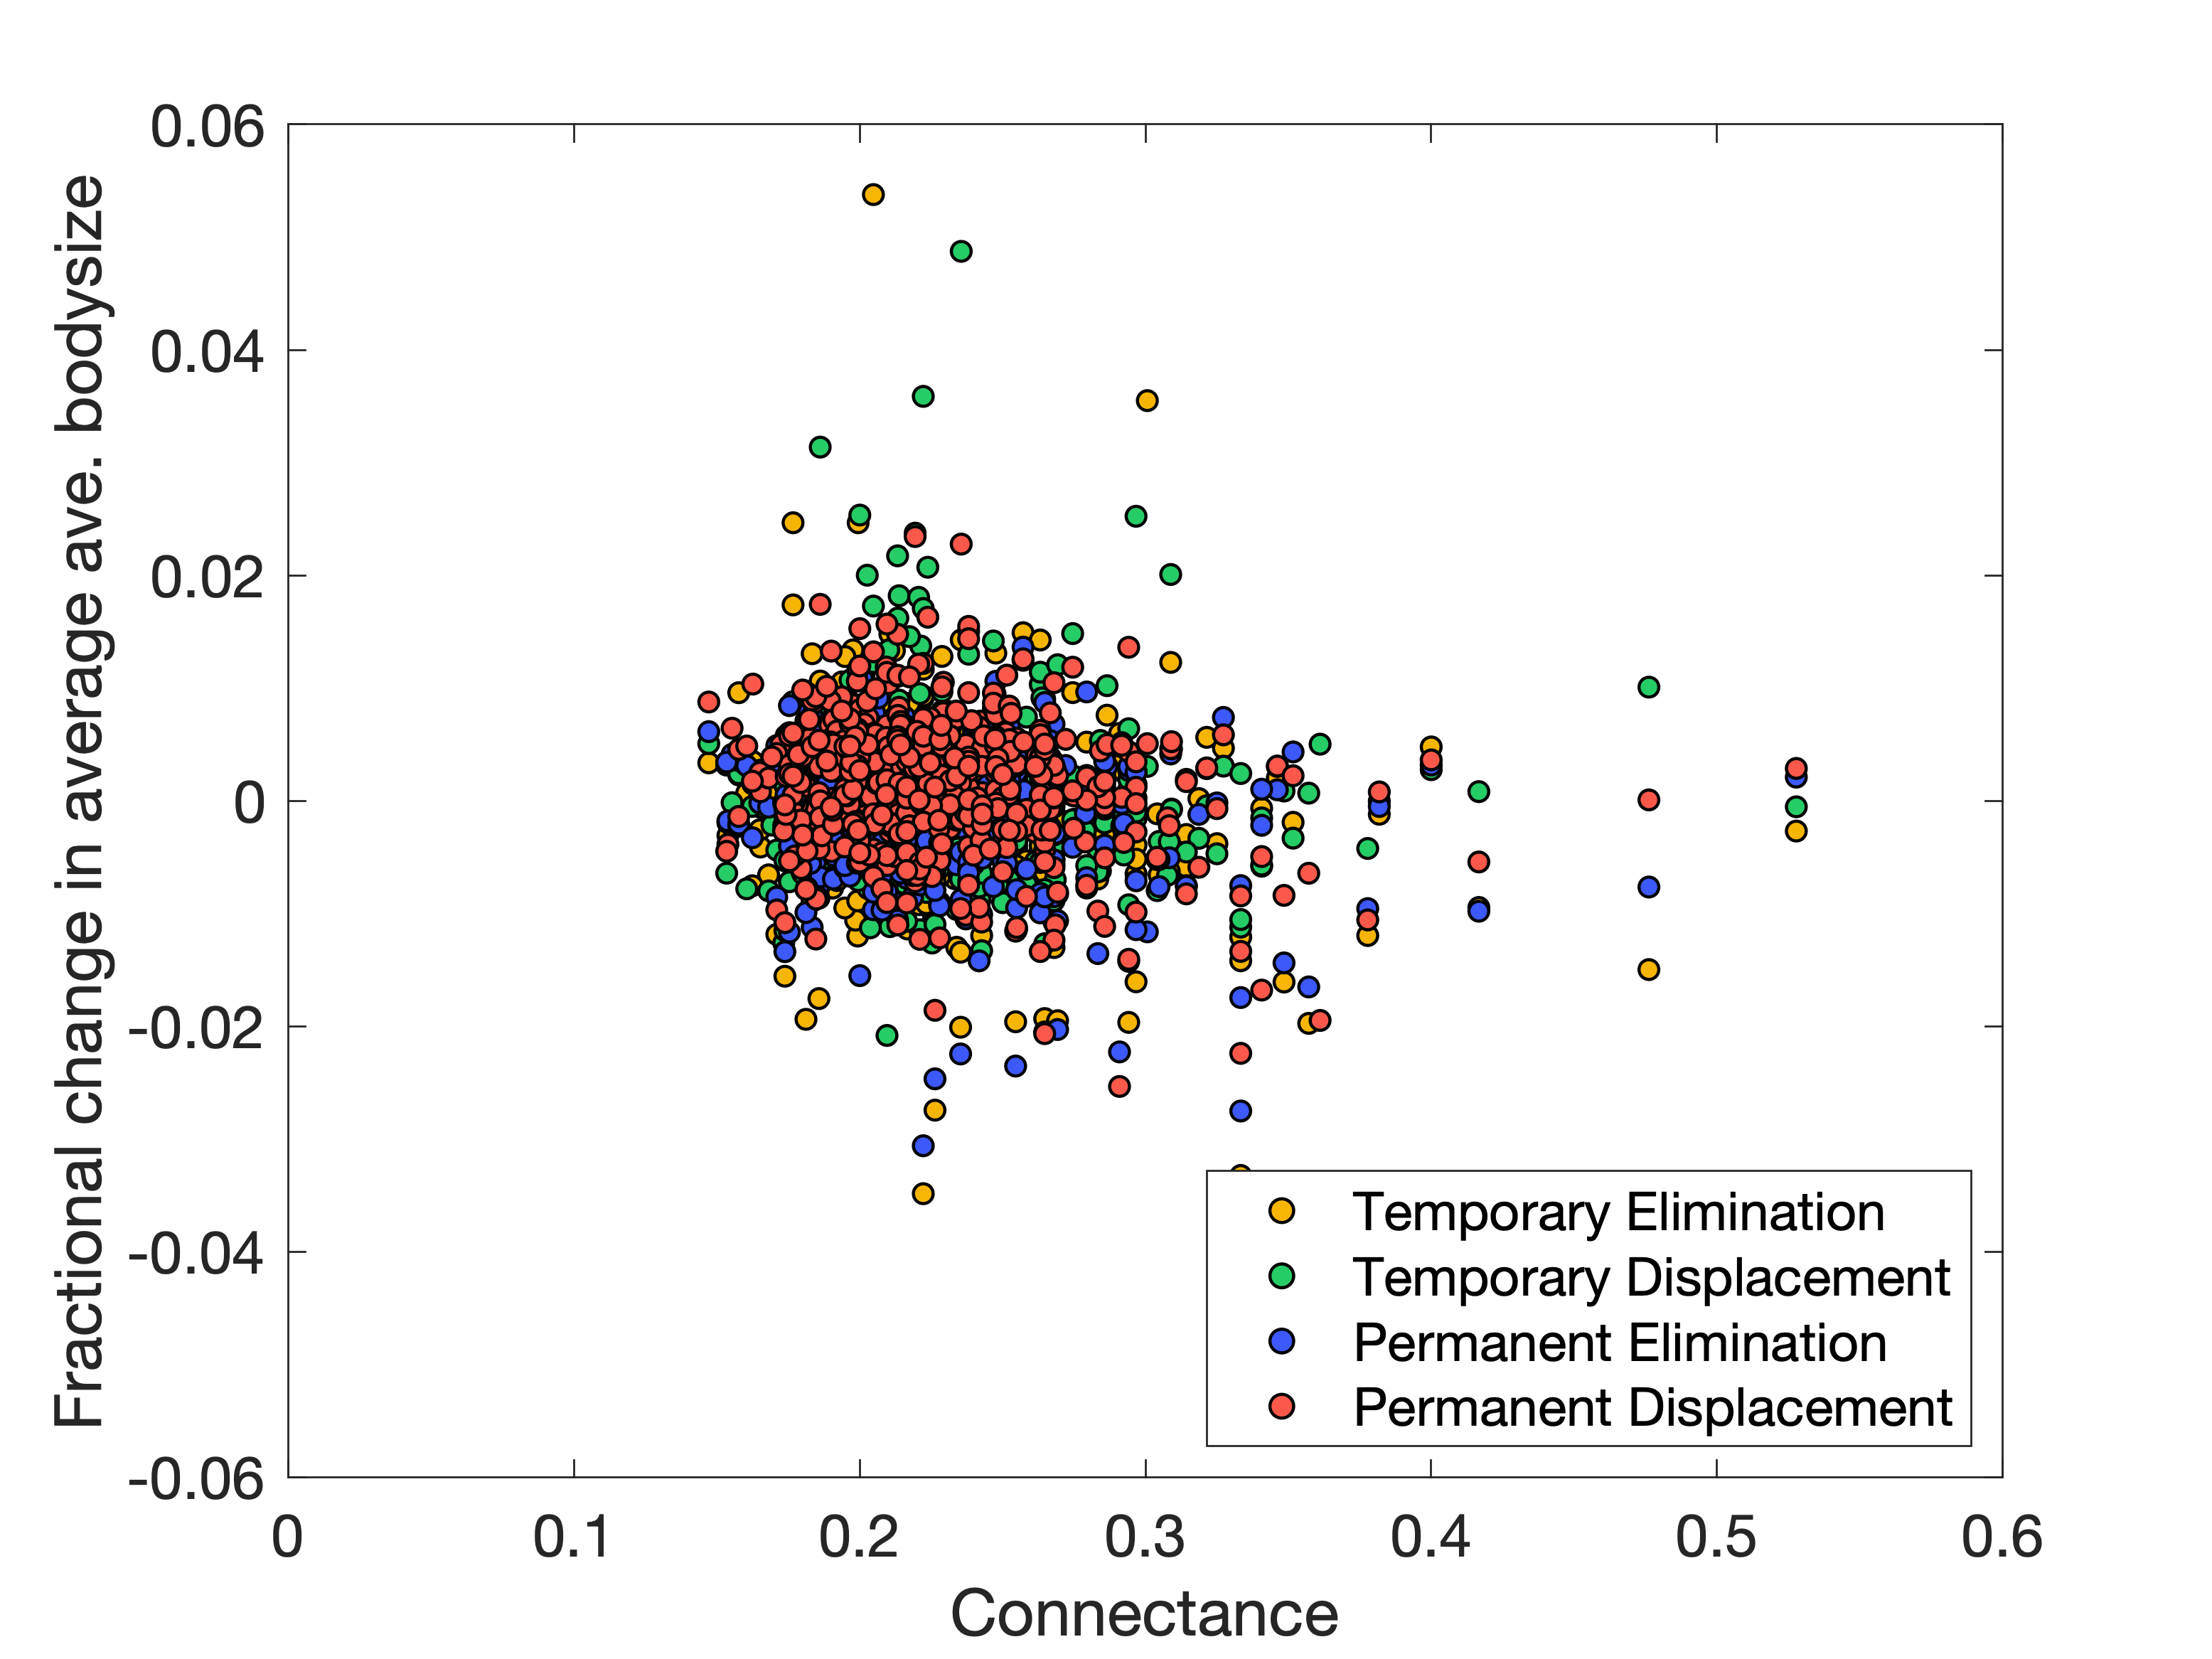 Fractional change in average ave. bodysize
0.06
0.04
0.02
0
-0.02
-0.04
-0.06
Temporary Elimination
Temporary Displacement
Permanent Elimination
Permanent Displacement
0 0.1 0.2 0.3 0.4 0.5 0.6
Connectance